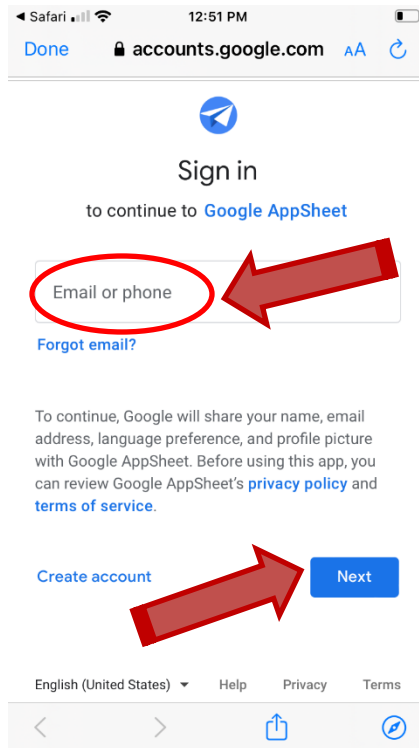 Safari 12:51 PM
Done accounts.google.com AA
Sign in
to continue to Google AppSheet
Email or phone
Forgot email?
To continue, Google will share your name, email
address, language preference, and profile picture
with Google AppSheet. Before using this app, you
can review Google AppSheet's privacy policy and
terms of service.
Create account Next
English (United States) Help Privacy Terms